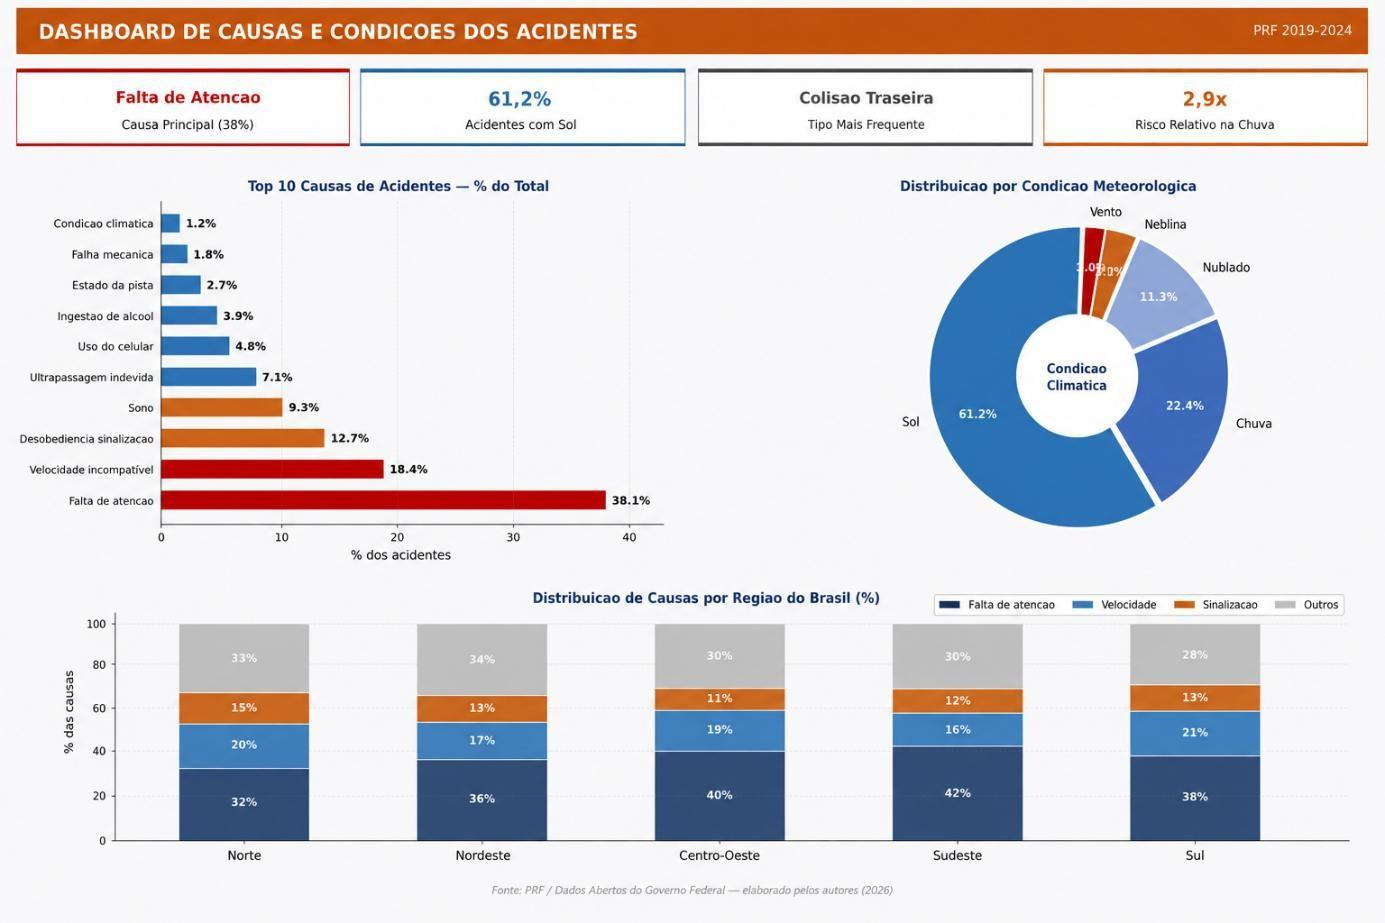 DASHBOARD DE CAUSAS E CONDICOES DOS ACIDENTES
PRF 2019-2024
Falta de Atencao
Causa Principal (38%)
61,2%
Acidentes com Sol
Colisao Traseira
Tipo Mais Frequente
2,9x
Risco Relativo na Chuva
Top 10 Causas de Acidentes — % do Total
Condicao climatica 1.2%
Falha mecanica 1.8%
Estado da pista 2.7%
Ingestao de alcool 3.9%
Uso do celular 4.8%
Ultrapassagem indevida 7.1%
Sono 9.3%
Desobediencia sinalizacao 12.7%
Velocidade incompatível 18.4%
Falta de atencao 38.1%
0 10 20 30 40
% dos acidentes
Distribuicao por Condicao Meteorologica
Vento
Neblina
Nublado
11.3%
Condicao
Climatica
22.4%
Chuva
61.2%
Sol
Distribuicao de Causas por Regiao do Brasil (%)
Falta de atencao Velocidade Sinalizacao Outros
% das causas
100
80
60
40
20
0
33% 34% 30% 30% 28%
15% 13% 11% 12% 13%
20% 17% 19% 16% 21%
32% 36% 40% 42% 38%
Norte Nordeste Centro-Oeste Sudeste Sul
Fonte: PRF / Dados Abertos do Governo Federal — elaborado pelos autores (2026)